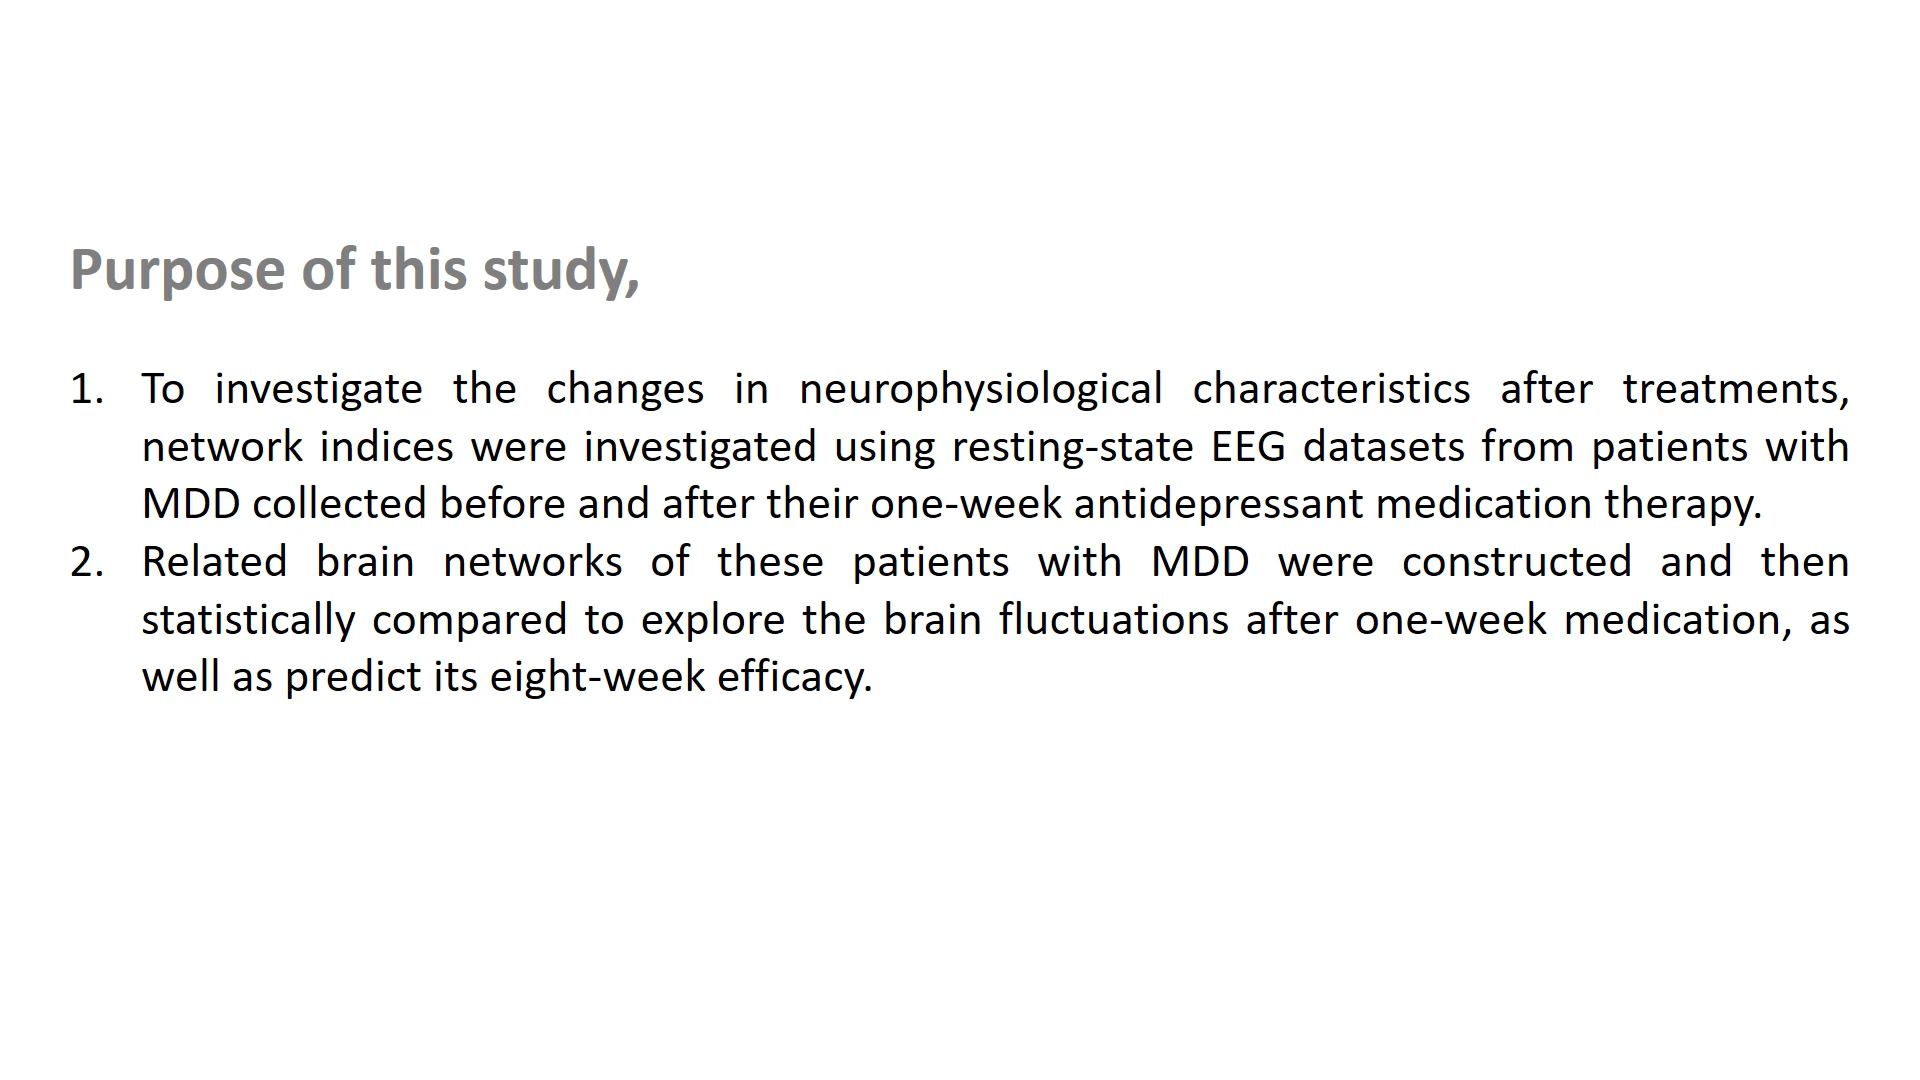 Purpose of this study,
1. To investigate the changes in neurophysiological characteristics after treatments,
network indices were investigated using resting-state EEG datasets from patients with
MDD collected before and after their one-week antidepressant medication therapy.
2. Related brain networks of these patients with MDD were constructed and then
statistically compared to explore the brain fluctuations after one-week medication, as
well as predict its eight-week efficacy.